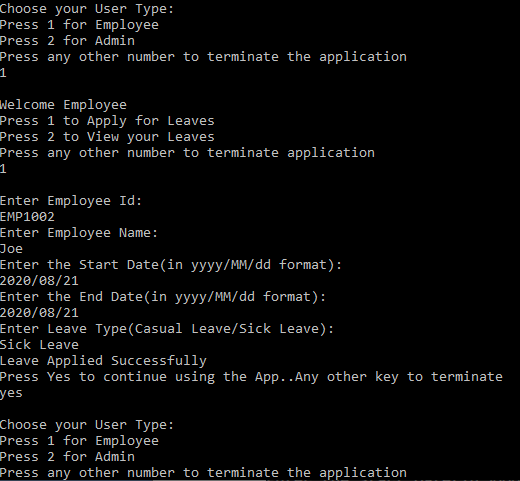 Choose your User Type:
Press 1 for Employee
Press 2 for Admin
Press any other number to terminate the application
1
Welcome Employee
Press 1 to Apply for Leaves
Press 2 to View your Leaves
Press any other number to terminate application
1
Enter Employee Id:
EMP1002
Enter Employee Name:
Joe
Enter the Start Date(in yyyy/MM/dd format):
2020/08/21
Enter the End Date(in yyyy/MM/dd format):
2020/08/21
Enter Leave Type(Casual Leave/Sick Leave):
Sick Leave
Leave Applied Successfully
Press Yes to continue using the App..Any other key to terminate
yes
Choose your User Type:
Press 1 for Employee
Press 2 for Admin
Press any other number to terminate the application